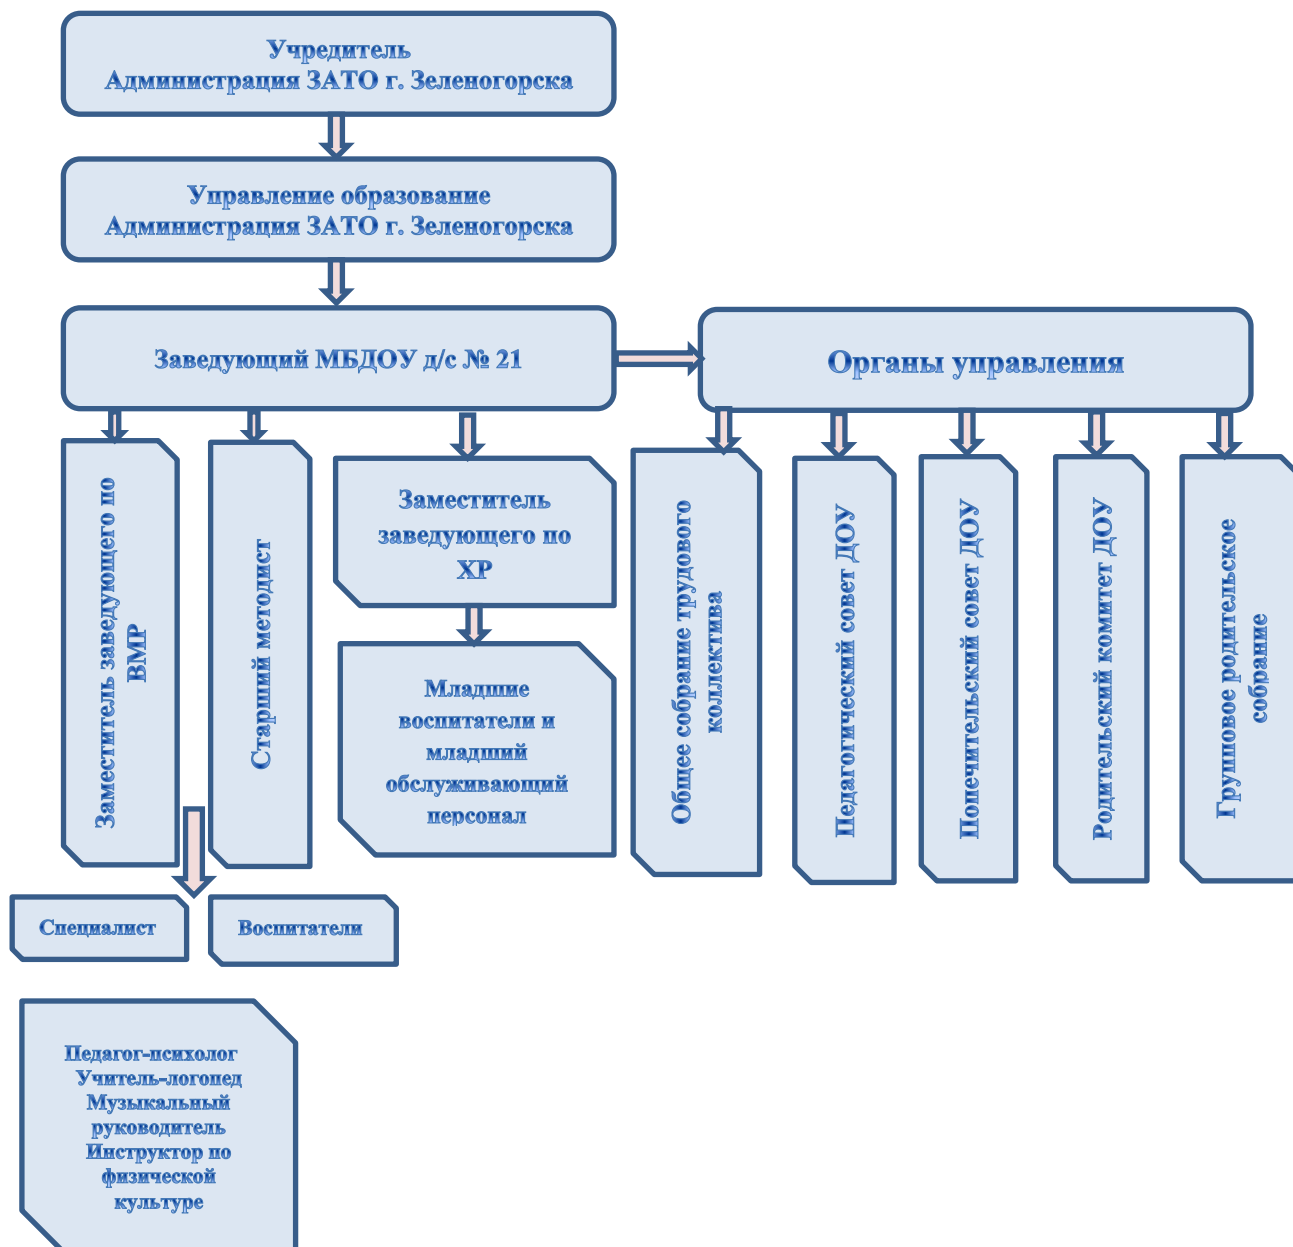 Учредитель
Администрация ЗАТО г. Зеленогорска
Управление образование
Администрация ЗАТО г. Зеленогорска
Заведующий МБДОУ д/с № 21
Органы управления
Заместитель заведующего по
ВМР
Старший методист
Заместитель
заведующего по
ХР
Младшие
воспитатели и
младший
обслуживающий
персонал
Общее собрание трудового
коллектива
Педагогический совет ДОУ
Попечительский совет ДОУ
Родительский комитет ДОУ
Групповое родительское
собрание
Специалист
Воспитатели
Педагог-психолог
Учитель-логопед
Музыкальный
руководитель
Инструктор по
физической
культуре